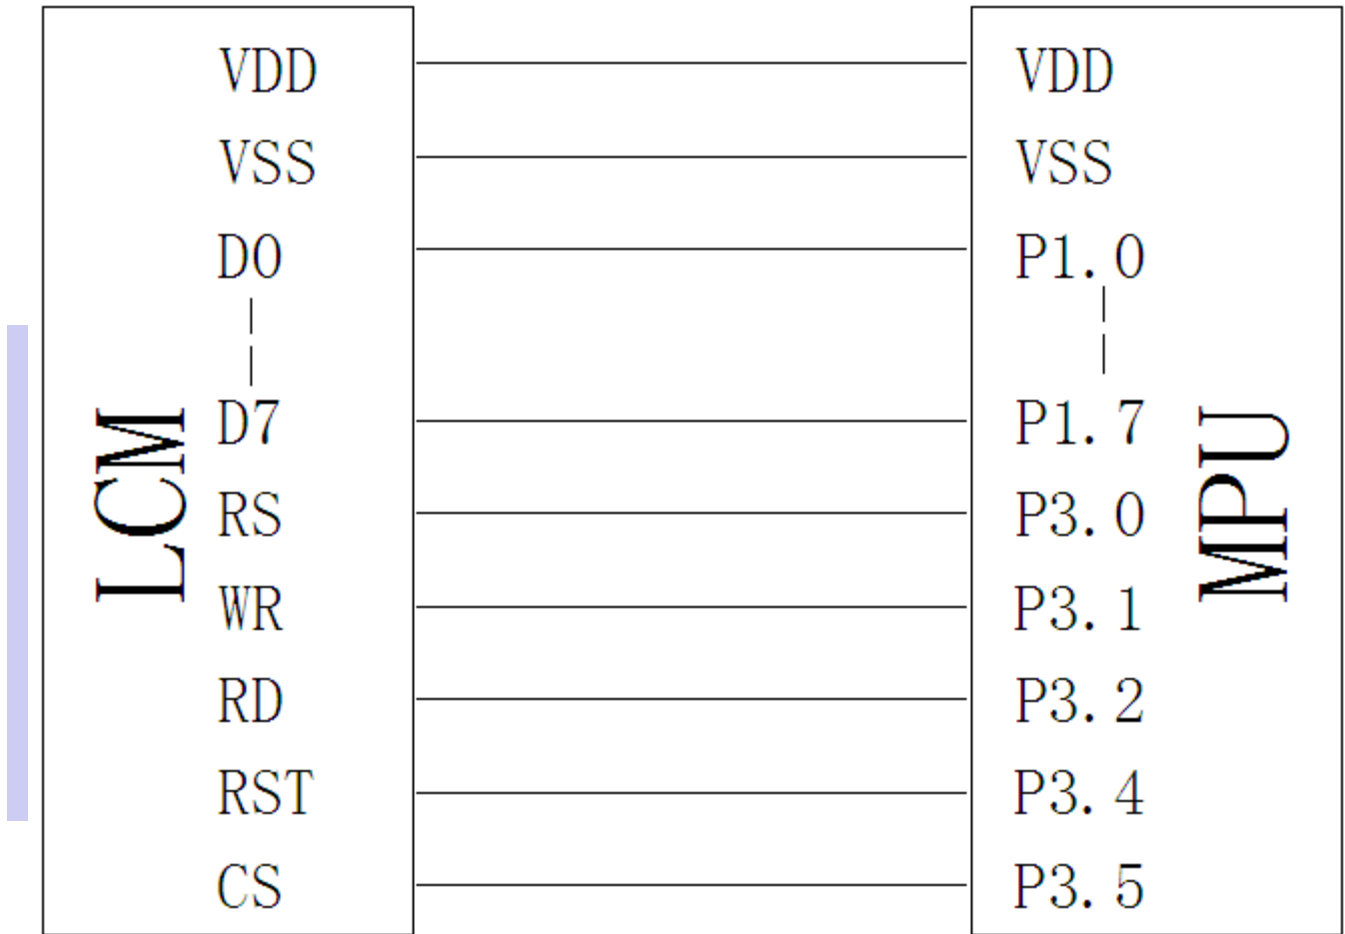 VDD VDD
VSS VSS
D0 P1.0
D7 P1.7
RS P3.0
WR P3.1
RD P3.2
RST P3.4
CS P3.5
LCM
MPU